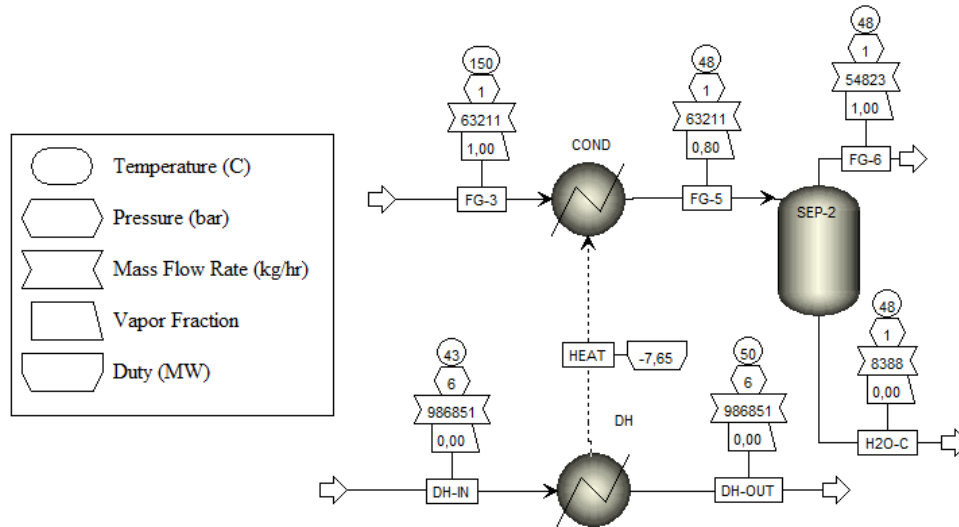 Temperature (C)
Pressure (bar)
Mass Flow Rate (kg/hr)
Vapor Fraction
Duty (MW)
150
1
63211
1,00
FG-3
COND
48
1
63211
0,80
FG-5
48
1
54823
1,00
FG-6
SEP-2
48
1
8388
0,00
H2O-C
HEAT
-7,65
43
6
986851
0,00
DH-IN
DH
50
6
986851
0,00
DH-OUT